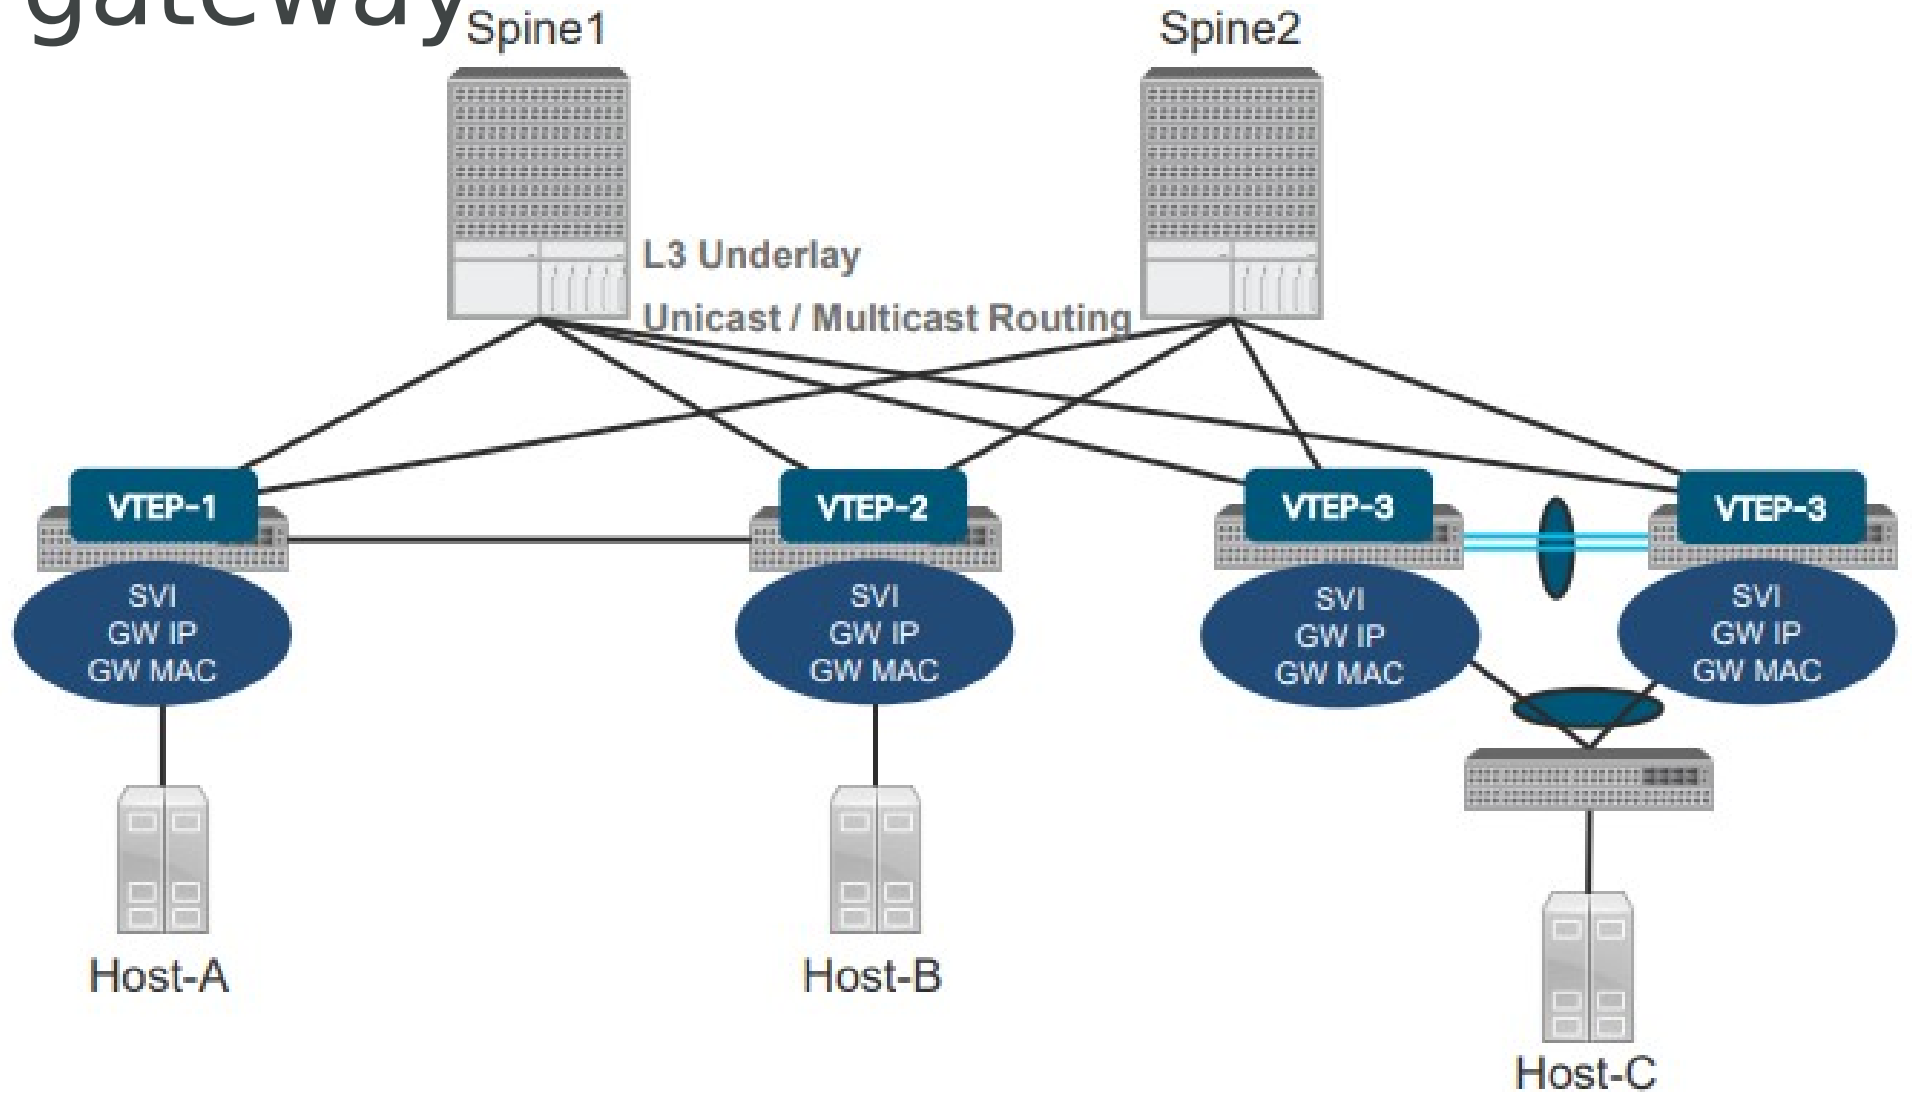 gateway
Spine1
Spine2
L3 Underlay
Unicast / Multicast Routing
VTEP-1
VTEP-2
VTEP-3
VTEP-3
SVI
GW IP
GW MAC
SVI
GW IP
GW MAC
SVI
GW IP
GW MAC
SVI
GW IP
GW MAC
Host-A
Host-B
Host-C